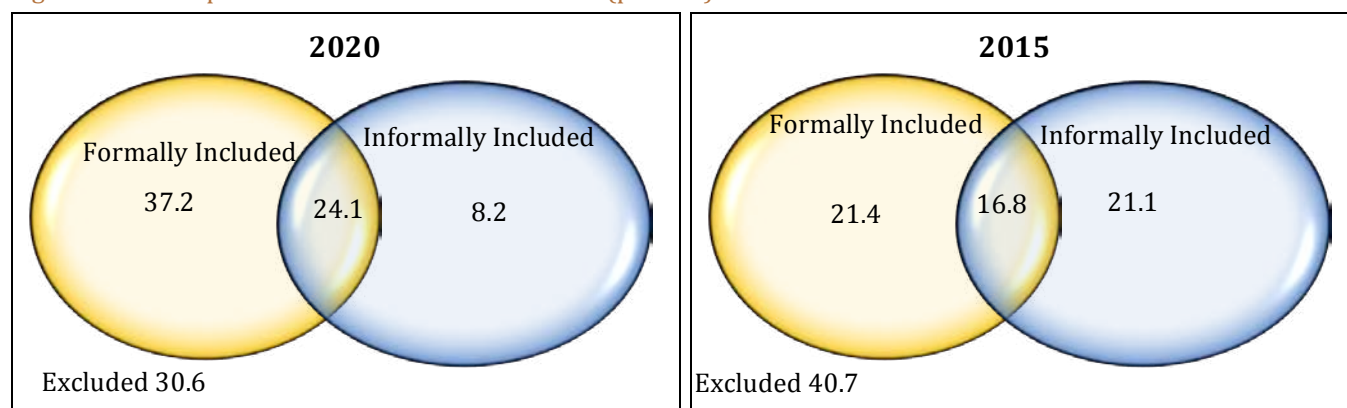 2020
Formally Included
Informally Included
37.2
24.1
8.2
Excluded 30.6
2015
Formally Included
Informally Included
21.4
16.8
21.1
Excluded 40.7